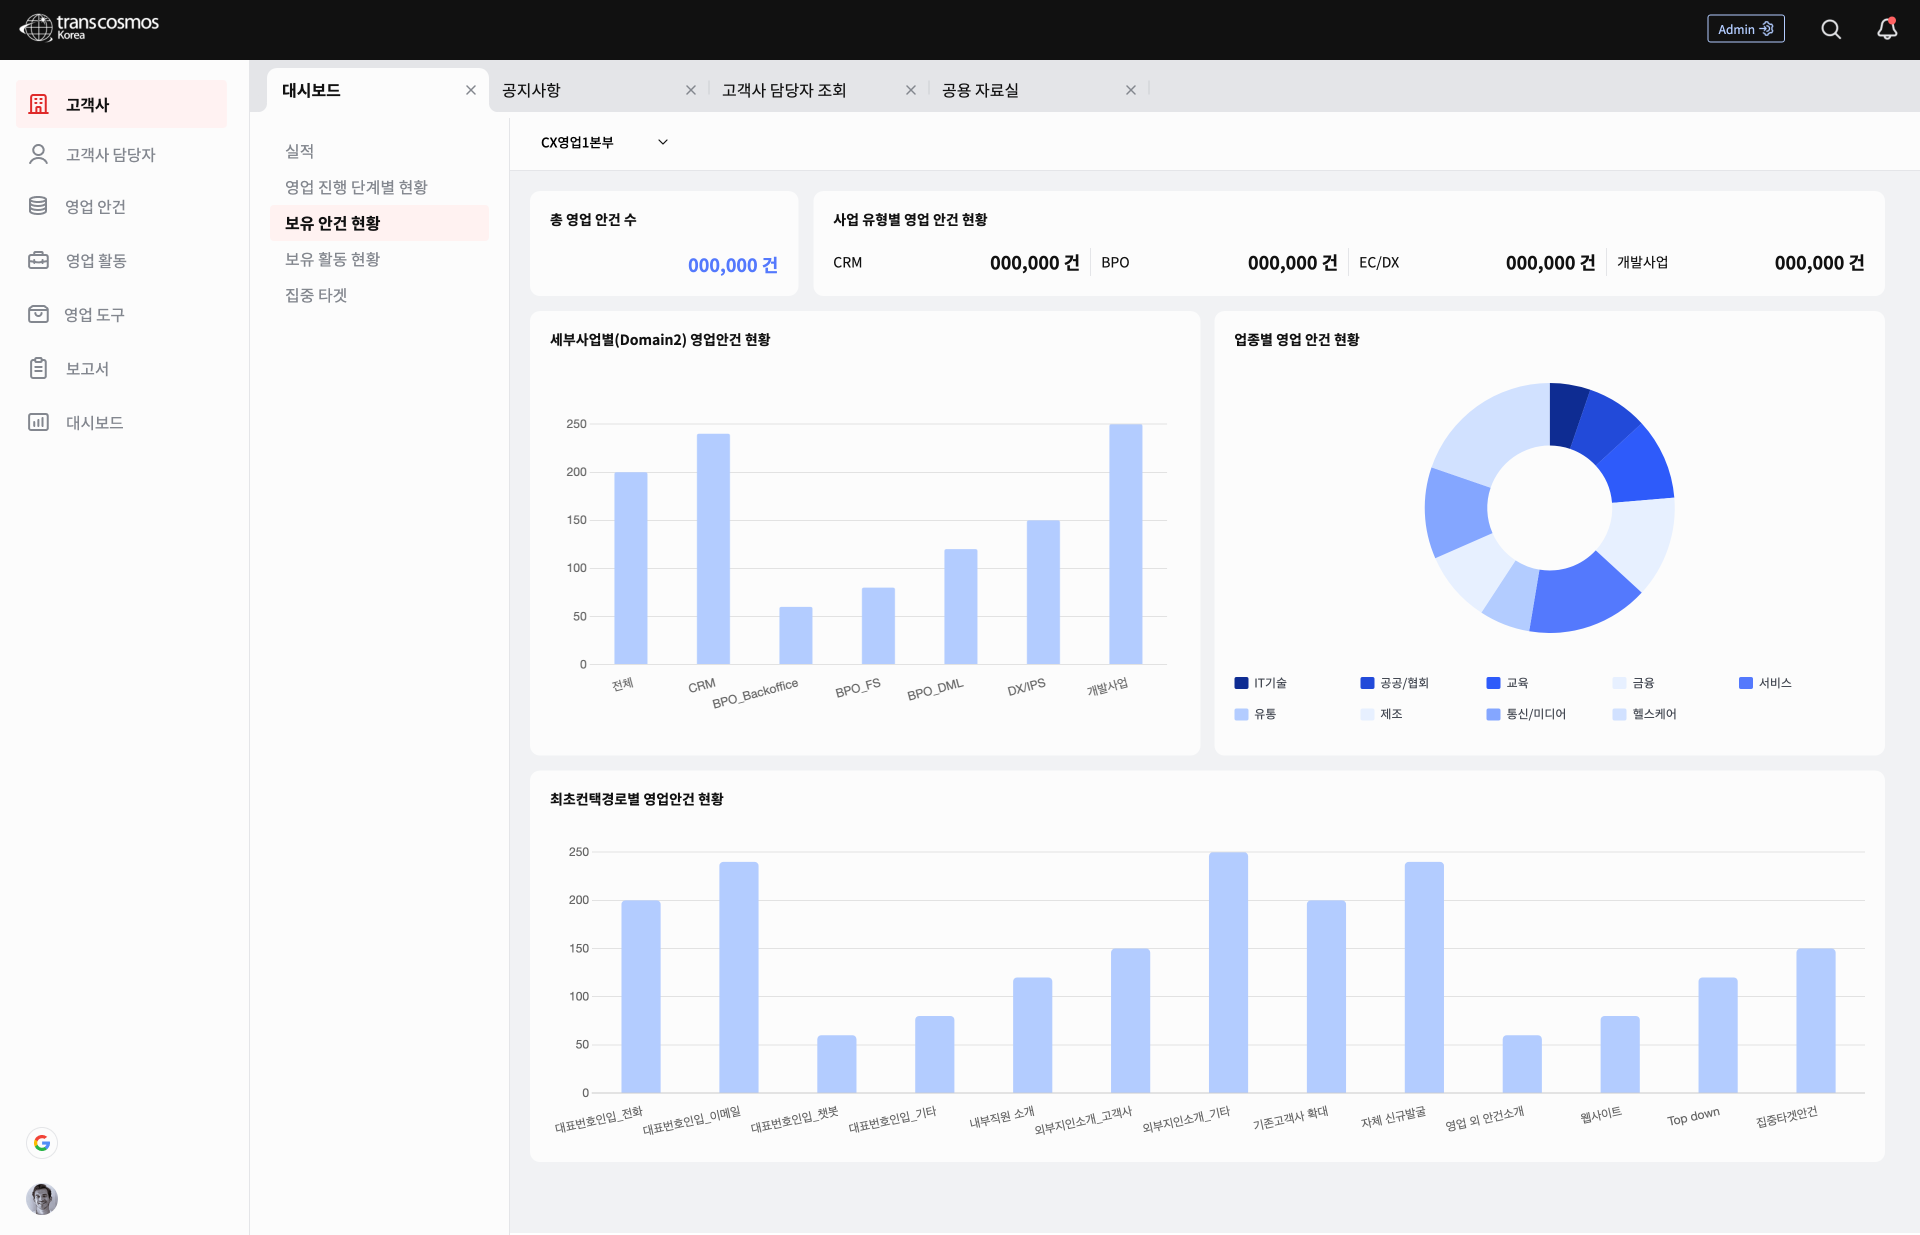 transcosmos
Korea
Admin
고객사
고객사 담당자
영업 안건
영업 활동
영업 도구
보고서
대시보드
대시보드
공지사항
고객사 담당자 조회
공용 자료실
실적
영업 진행 단계별 현황
보유 안건 현황
보유 활동 현황
집중 타겟
CX영업1본부
총 영업 안건 수
000,000 건
사업 유형별 영업 안건 현황
CRM 000,000 건
BPO 000,000 건
EC/DX 000,000 건
개발사업 000,000 건
세부사업별(Domain2) 영업안건 현황
250
200
150
100
50
0
전체
CRM
BPO_Backoffice
BPO_FS
BPO_DML
DX/IPS
개발사업
업종별 영업 안건 현황
IT기술
공공/협회
교육
금융
서비스
유통
제조
통신/미디어
헬스케어
최초컨택경로별 영업안건 현황
250
200
150
100
50
0
대표번호인입_전화
대표번호인입_이메일
대표번호인입_챗봇
대표번호인입_기타
내부직원 소개
외부지인소개_고객사
외부지인소개_기타
기존고객사 확대
자체 신규발굴
영업 외 안건소개
웹사이트
Top down
집중타겟안건